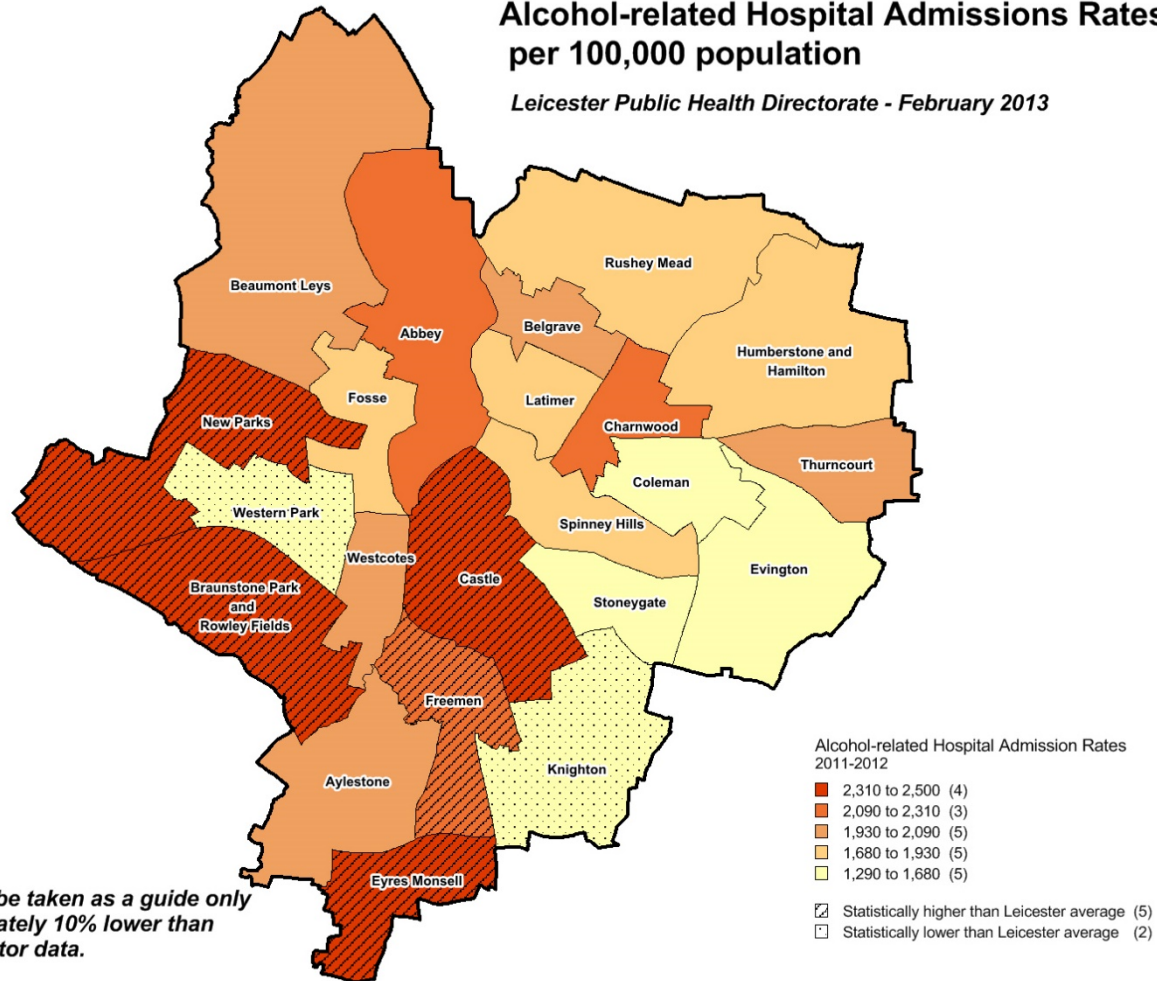 Alcohol-related Hospital Admissions Rates
per 100,000 population
Leicester Public Health Directorate - February 2013
Rushey Mead
Beaumont Leys
Belgrave
Abbey
Humberstone and
Hamilton
Fosse
Latimer
New Parks
Charnwood
Thurncourt
Coleman
Western Park
Spinney Hills
Westcotes
Evington
Castle
Braunstone Park
and
Rowley Fields
Stoneygate
Freemen
Knighton
Aylestone
Eyres Monsell
Alcohol-related Hospital Admission Rates
2011-2012
2,310 to 2,500 (4)
2,090 to 2,310 (3)
1,930 to 2,090 (5)
1,680 to 1,930 (5)
1,290 to 1,680 (5)
Statistically higher than Leicester average (5)
Statistically lower than Leicester average (2)
be taken as a guide only
ately 10% lower than
tor data.